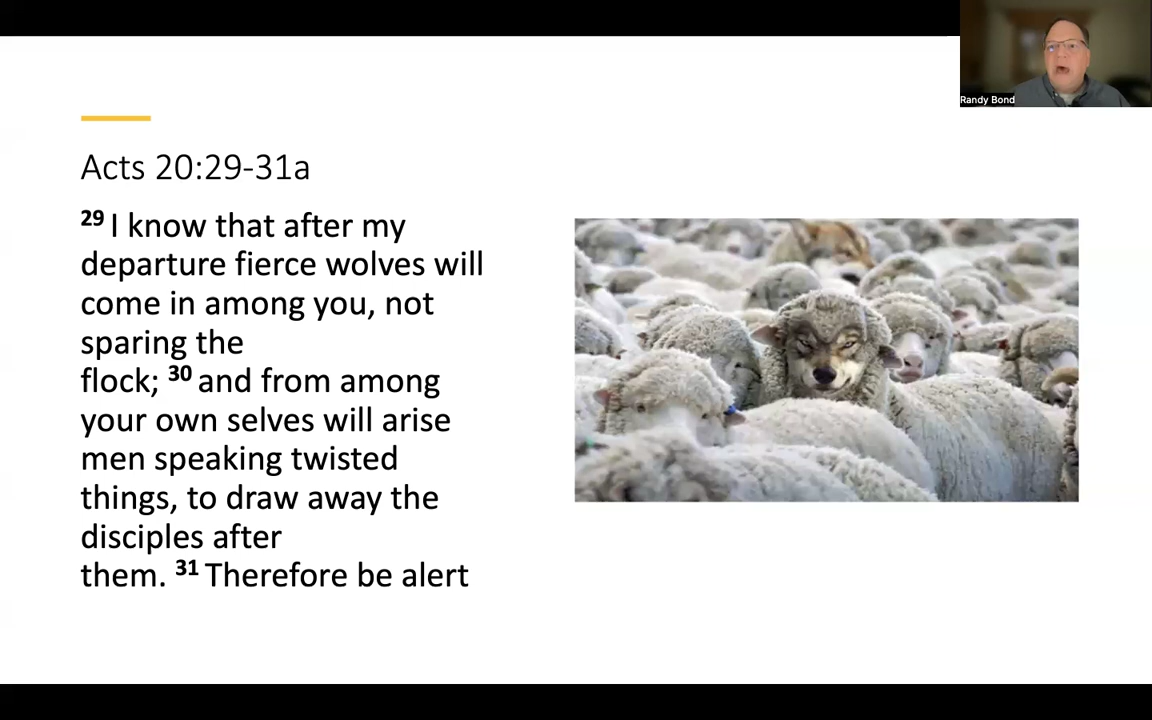 Randy Bond
Acts 20:29-31a
29 I know that after my
departure fierce wolves will
come in among you, not
sparing the
flock; 30 and from among
your own selves will arise
men speaking twisted
things, to draw away the
disciples after
them. 31 Therefore be alert